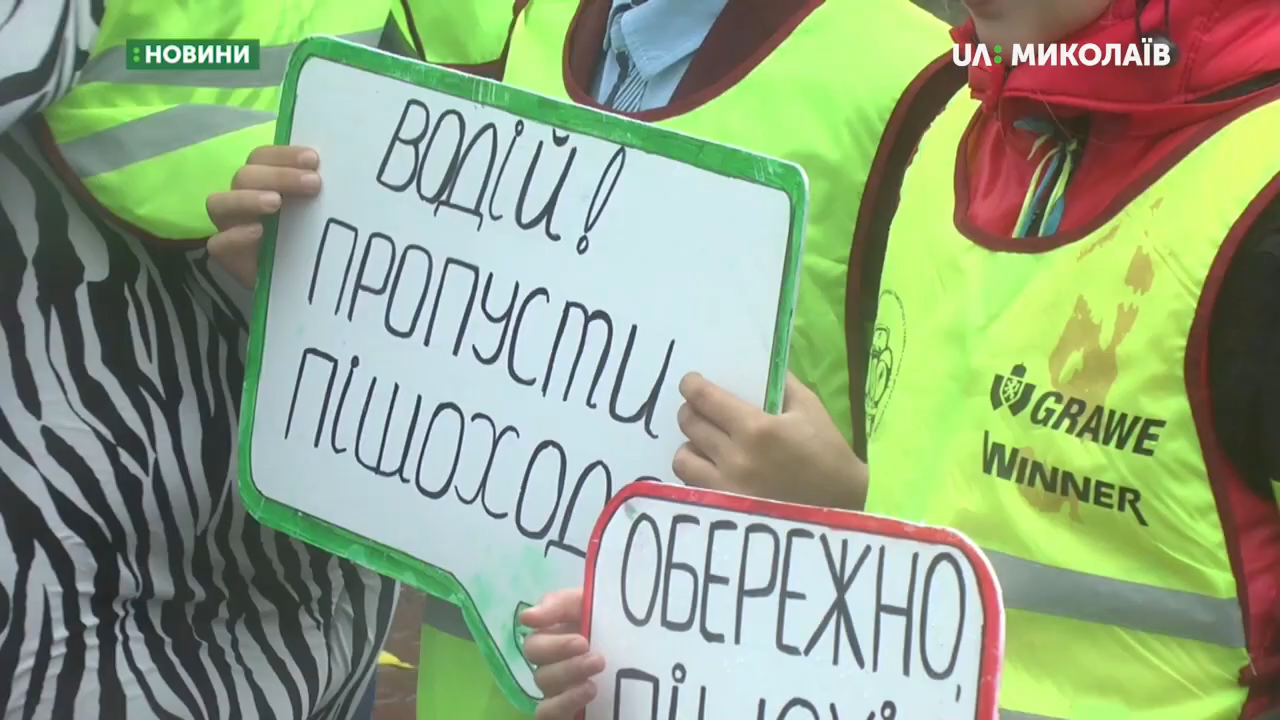 :НОВИНИ
UA: МИКОЛАЇВ
ВОДІЙ!
ПРОПУСТИ
ПІШОХОД
ОБЕРЕЖНО,
GRAWE
WINNER